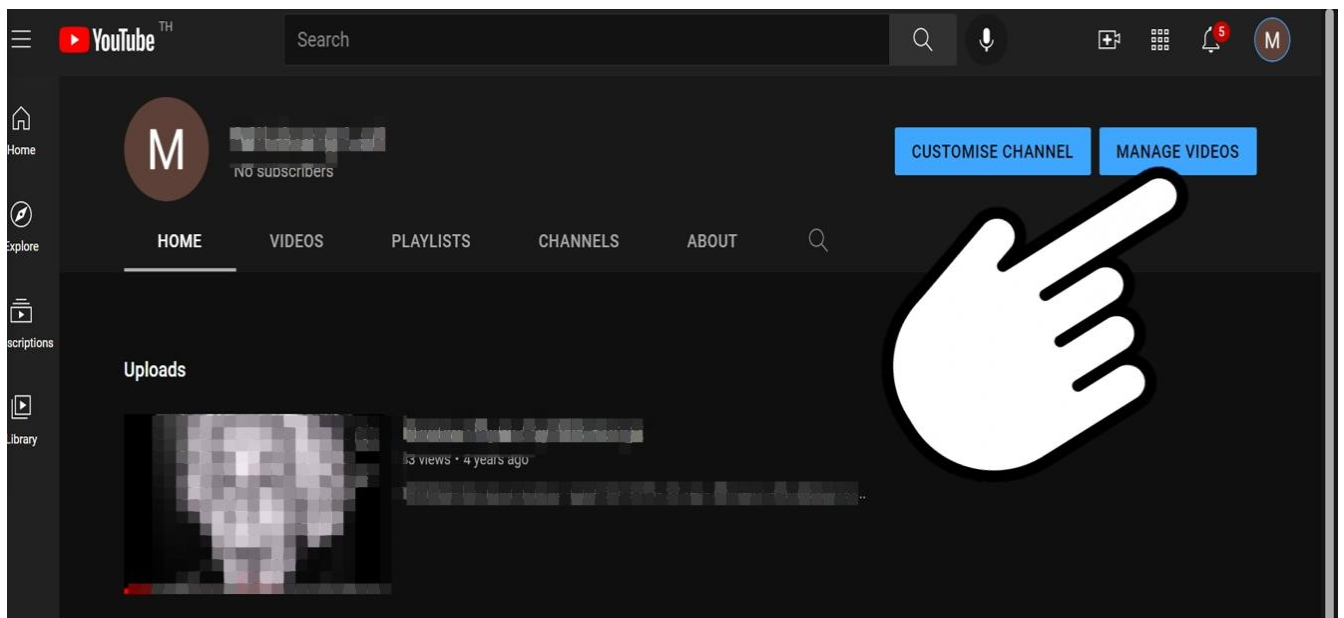 YouTube TH
Search
5
M
Home
Explore
scriptions
Library
M
No subscribers
CUSTOMISE CHANNEL
MANAGE VIDEOS
HOME VIDEOS PLAYLISTS CHANNELS ABOUT
Uploads
3 views • 4 years ago